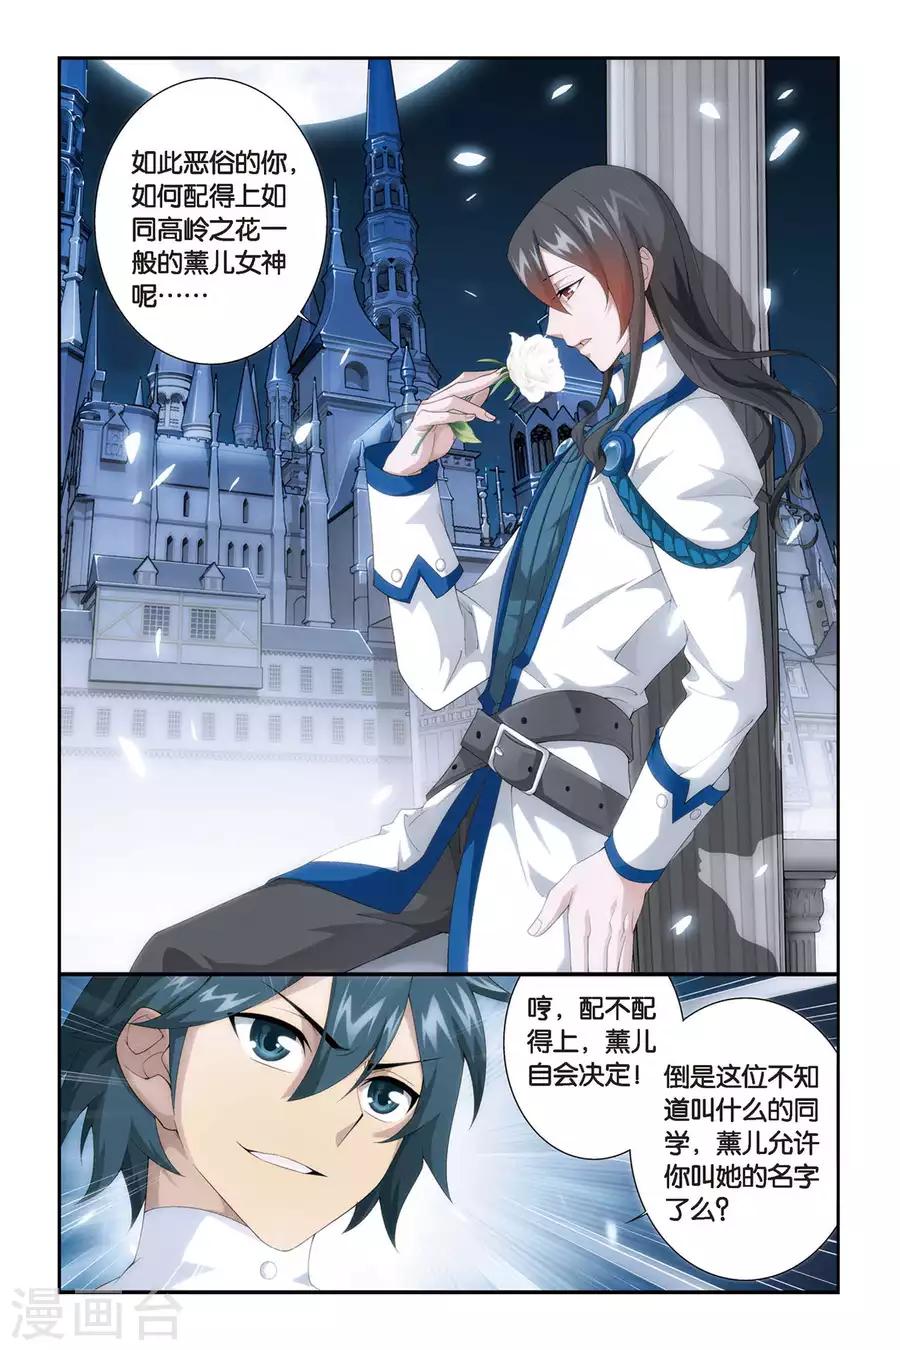 如此恶俗的你，
如何配得上如
同高岭之花一
般的薰儿女神
呢……
哼，配不配
得上，薰儿
自会决定！
倒是这位不知
道叫什么的同
学，薰儿允许
你叫她的名字
了么？
漫画台